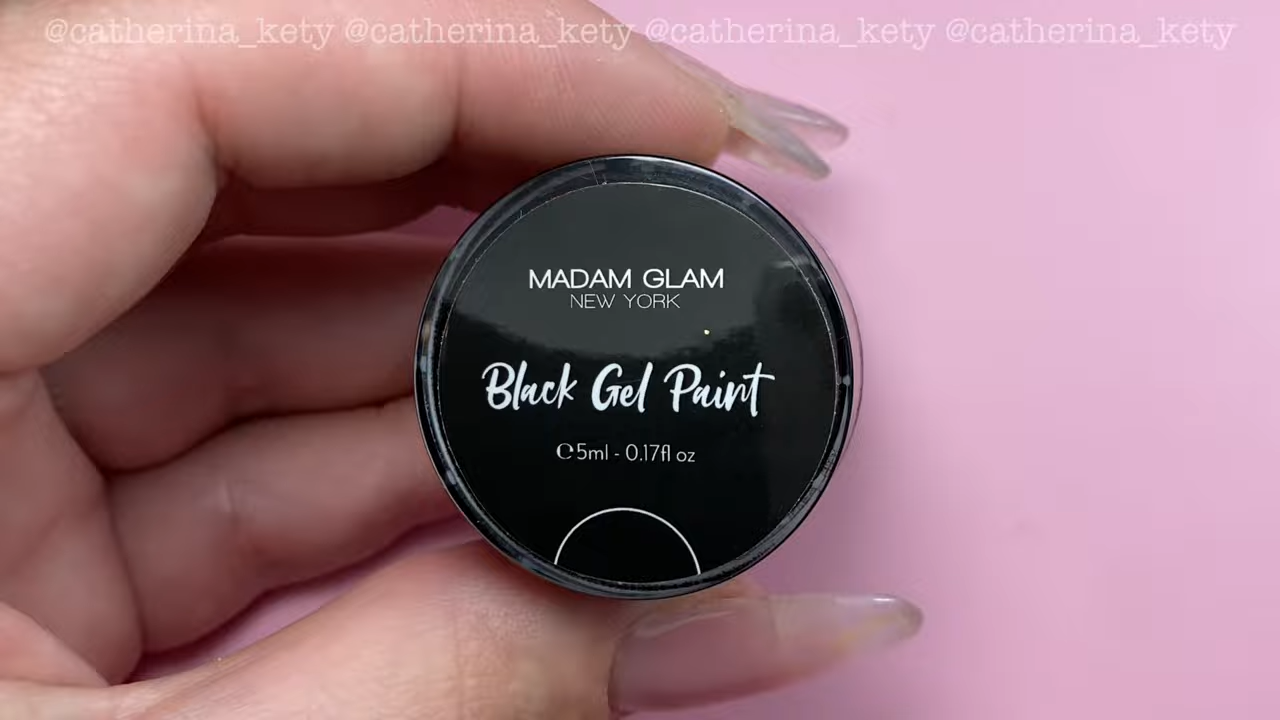 @catherina_kety @catherina_kety @catherina_kety @catherina_kety
MADAM GLAM
NEW YORK
Black Gel Paint
℮5ml - 0.17fl oz